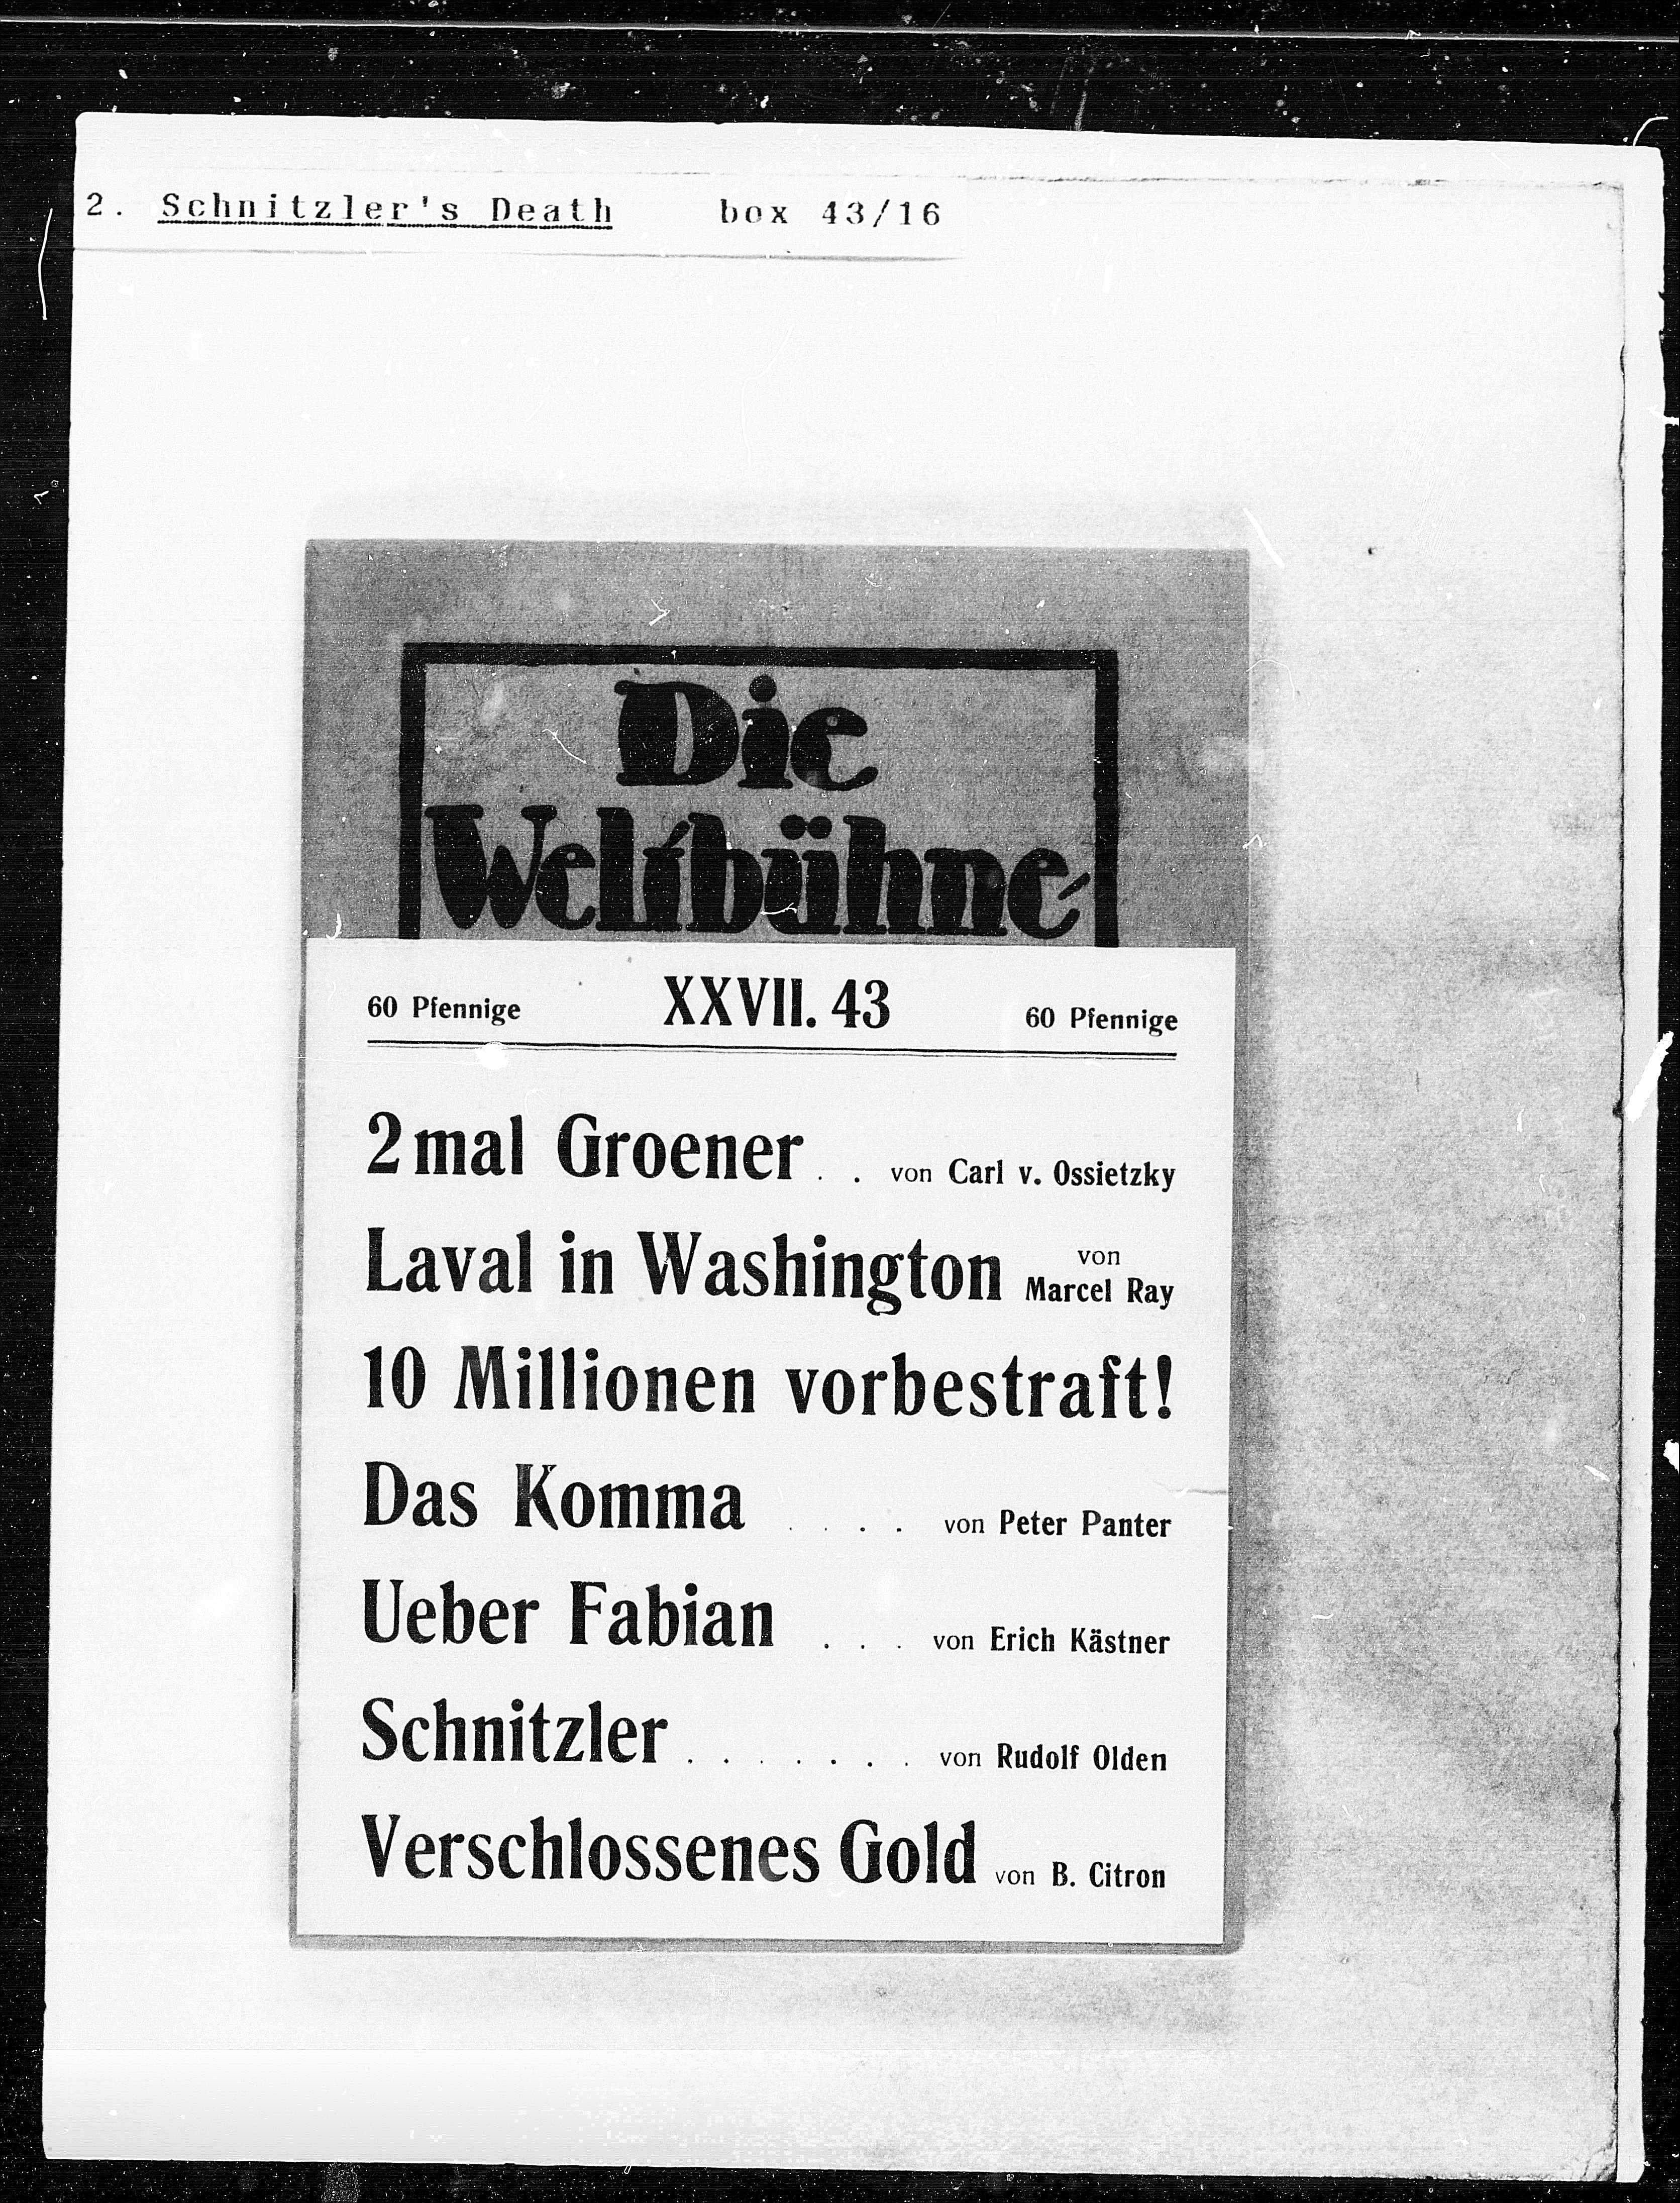 2. Schnitzler's Death box 43/16
Die
Weltbühne
60 Pfennige XXVII. 43 60 Pfennige
2mal Groener . . von Carl v. Ossietzky
Laval in Washington von Marcel Ray
10 Millionen vorbestraft!
Das Komma . . . . von Peter Panter
Ueber Fabian . . . von Erich Kästner
Schnitzler . . . . . . . von Rudolf Olden
Verschlossenes Gold von B. Citron